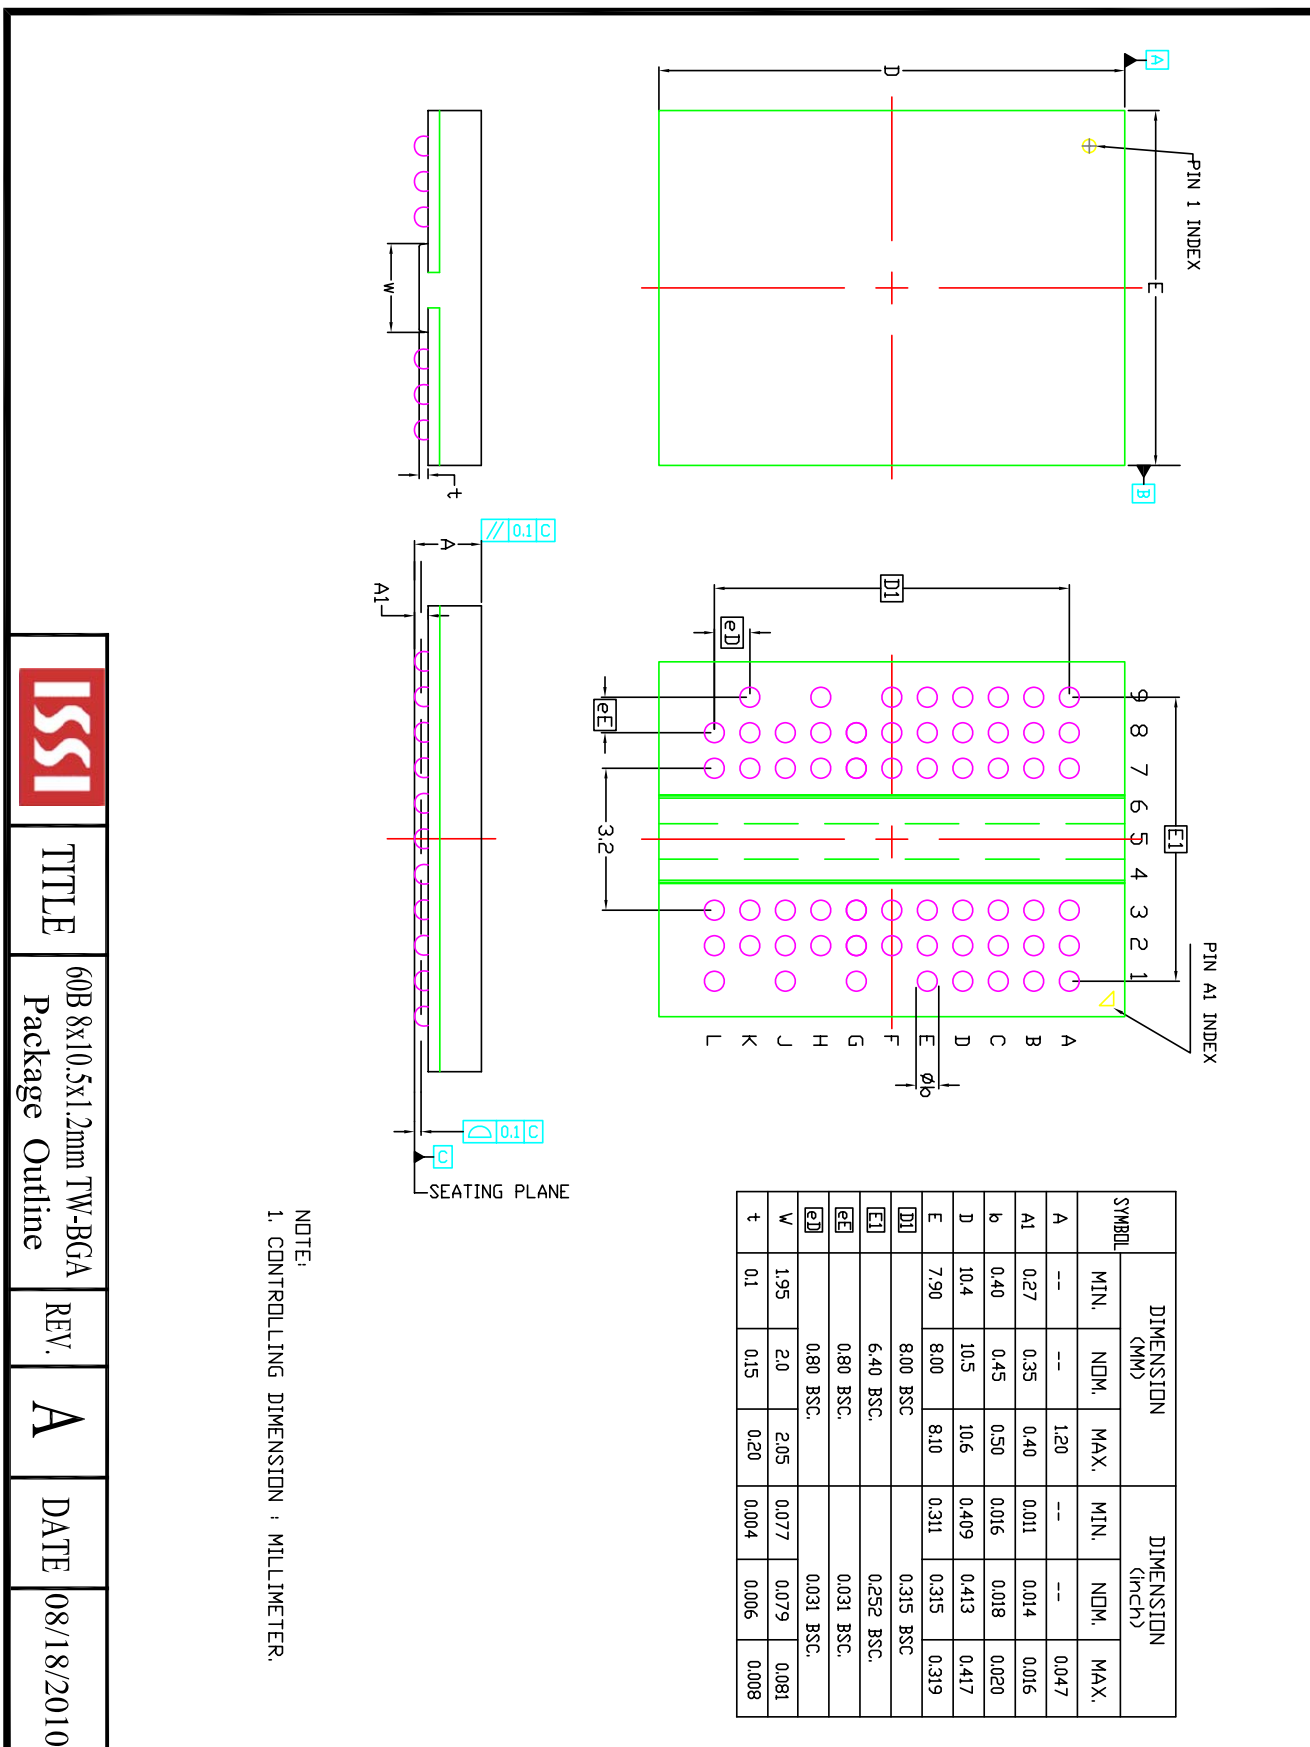 A
D
PIN 1 INDEX
E
B
w
t
// 0.1 C
A
A1
D1
eD
eE
9 8 7 6 5 4 3 2 1
E1
3.2
PIN A1 INDEX
L K J H G F E D C B A
Øb
⌓ 0.1 C
C
SEATING PLANE
SYMBOL DIMENSION (MM) DIMENSION (inch)
MIN. NOM. MAX. MIN. NOM. MAX.
A -- -- 1.20 -- -- 0.047
A1 0.27 0.35 0.40 0.011 0.014 0.016
b 0.40 0.45 0.50 0.016 0.018 0.020
D 10.4 10.5 10.6 0.409 0.413 0.417
E 7.90 8.00 8.10 0.311 0.315 0.319
D1 8.00 BSC 0.315 BSC
E1 6.40 BSC. 0.252 BSC.
eE 0.80 BSC. 0.031 BSC.
eD 0.80 BSC. 0.031 BSC.
W 1.95 2.0 2.05 0.077 0.079 0.081
t 0.1 0.15 0.20 0.004 0.006 0.008
NOTE:
1. CONTROLLING DIMENSION : MILLIMETER.
ISSI
TITLE
60B 8x10.5x1.2mm TW-BGA
Package Outline
REV.
A
DATE
08/18/2010